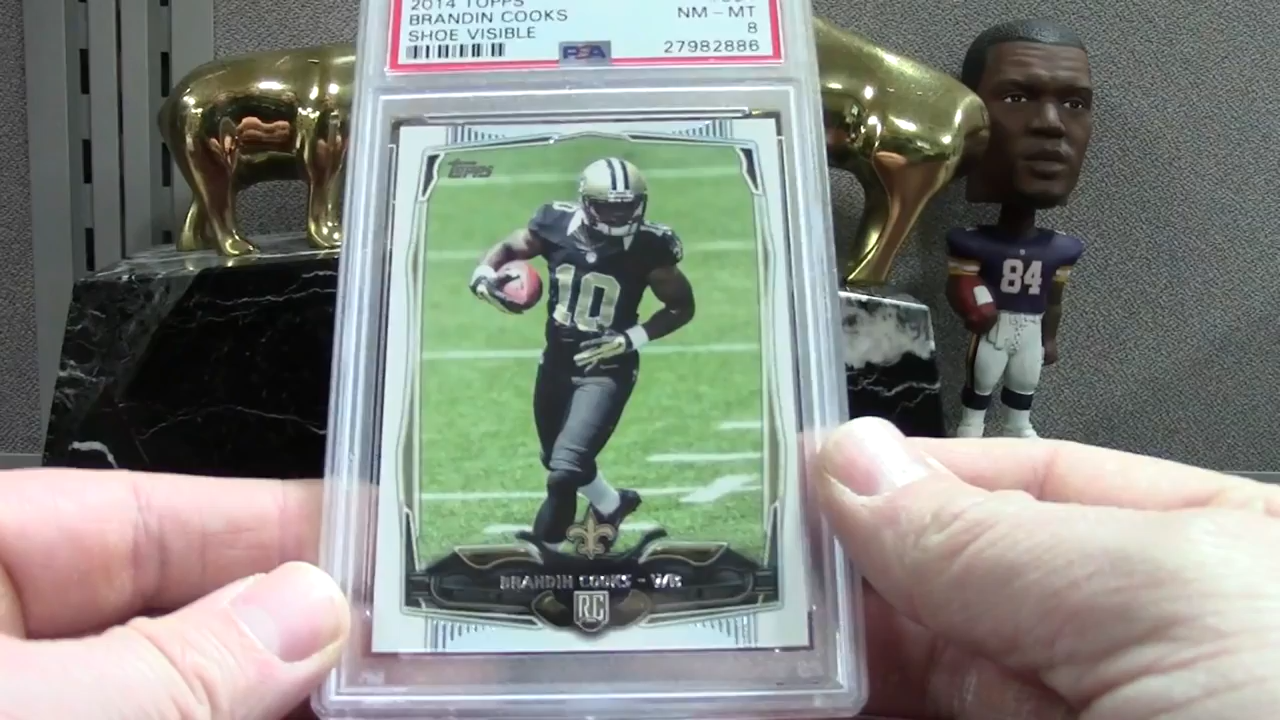 2014 TOPPS
BRANDIN COOKS
NM - MT
SHOE VISIBLE
8
PSA
27982886
TOPPS
10
84
BRANDIN COOKS - WR
RC